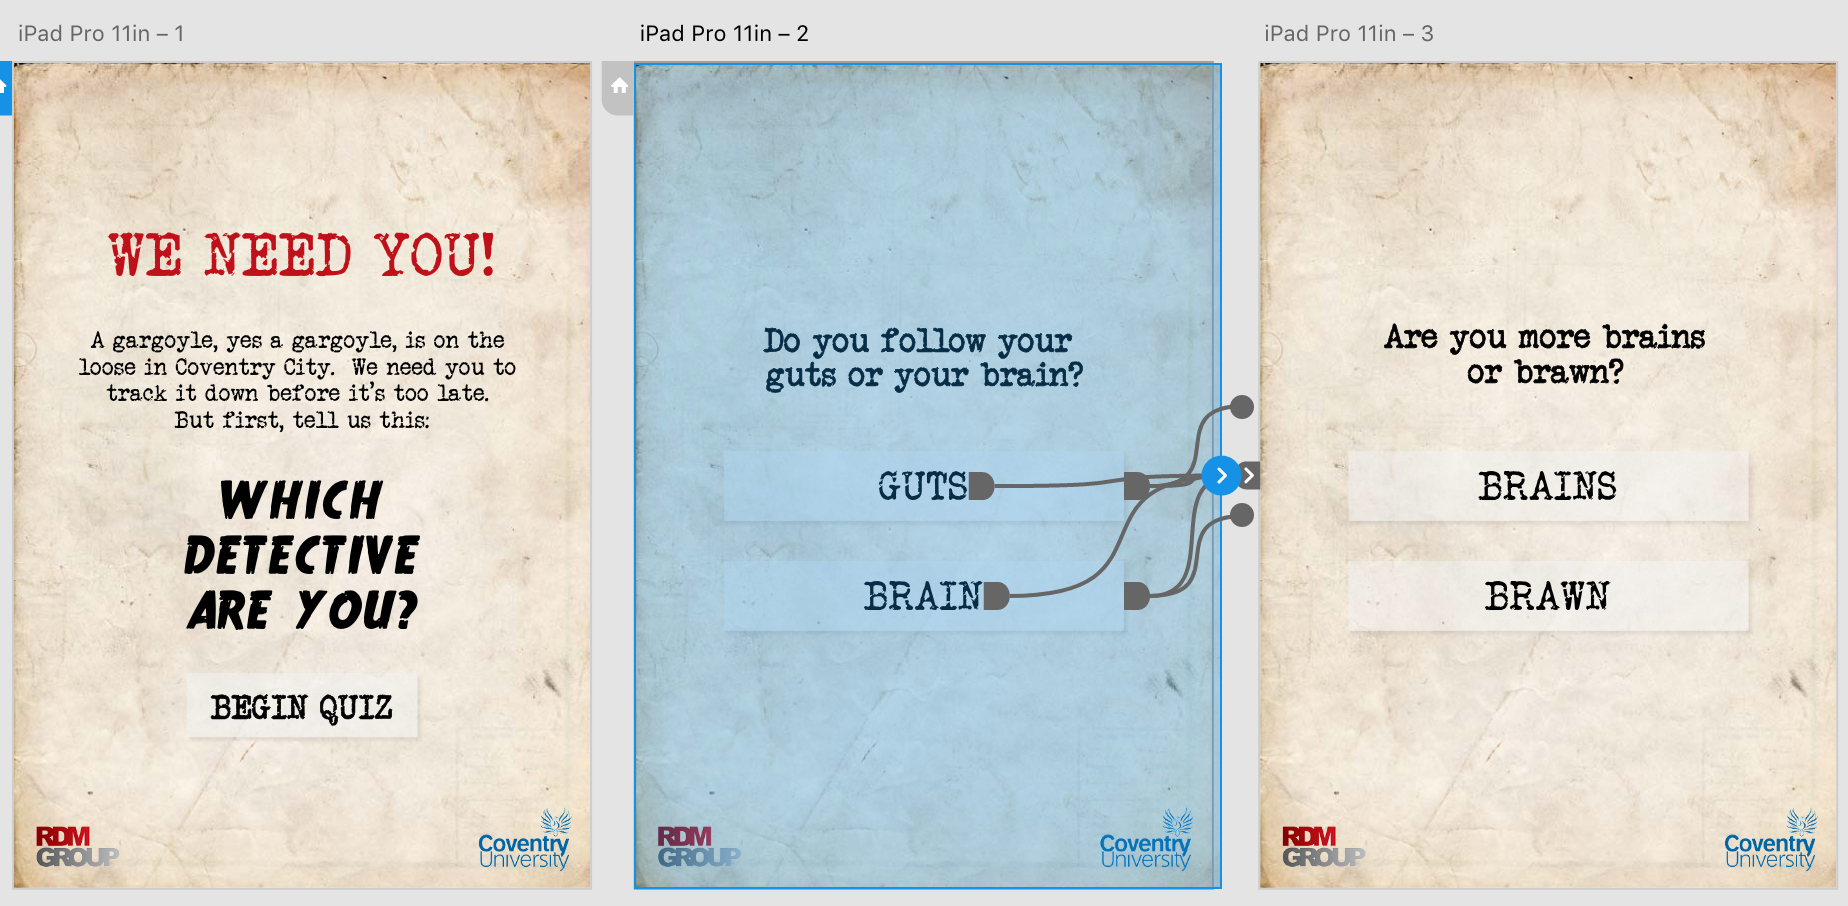 iPad Pro 11in – 1
WE NEED YOU!
A gargoyle, yes a gargoyle, is on the
loose in Coventry City. We need you to
track it down before it's too late.
But first, tell us this:
WHICH
DETECTIVE
ARE YOU?
BEGIN QUIZ
RDM
GROUP
Coventry
University
iPad Pro 11in – 2
Do you follow your
guts or your brain?
GUTS
BRAIN
RDM
GROUP
Coventry
University
iPad Pro 11in – 3
Are you more brains
or brawn?
BRAINS
BRAWN
RDM
GROUP
Coventry
University